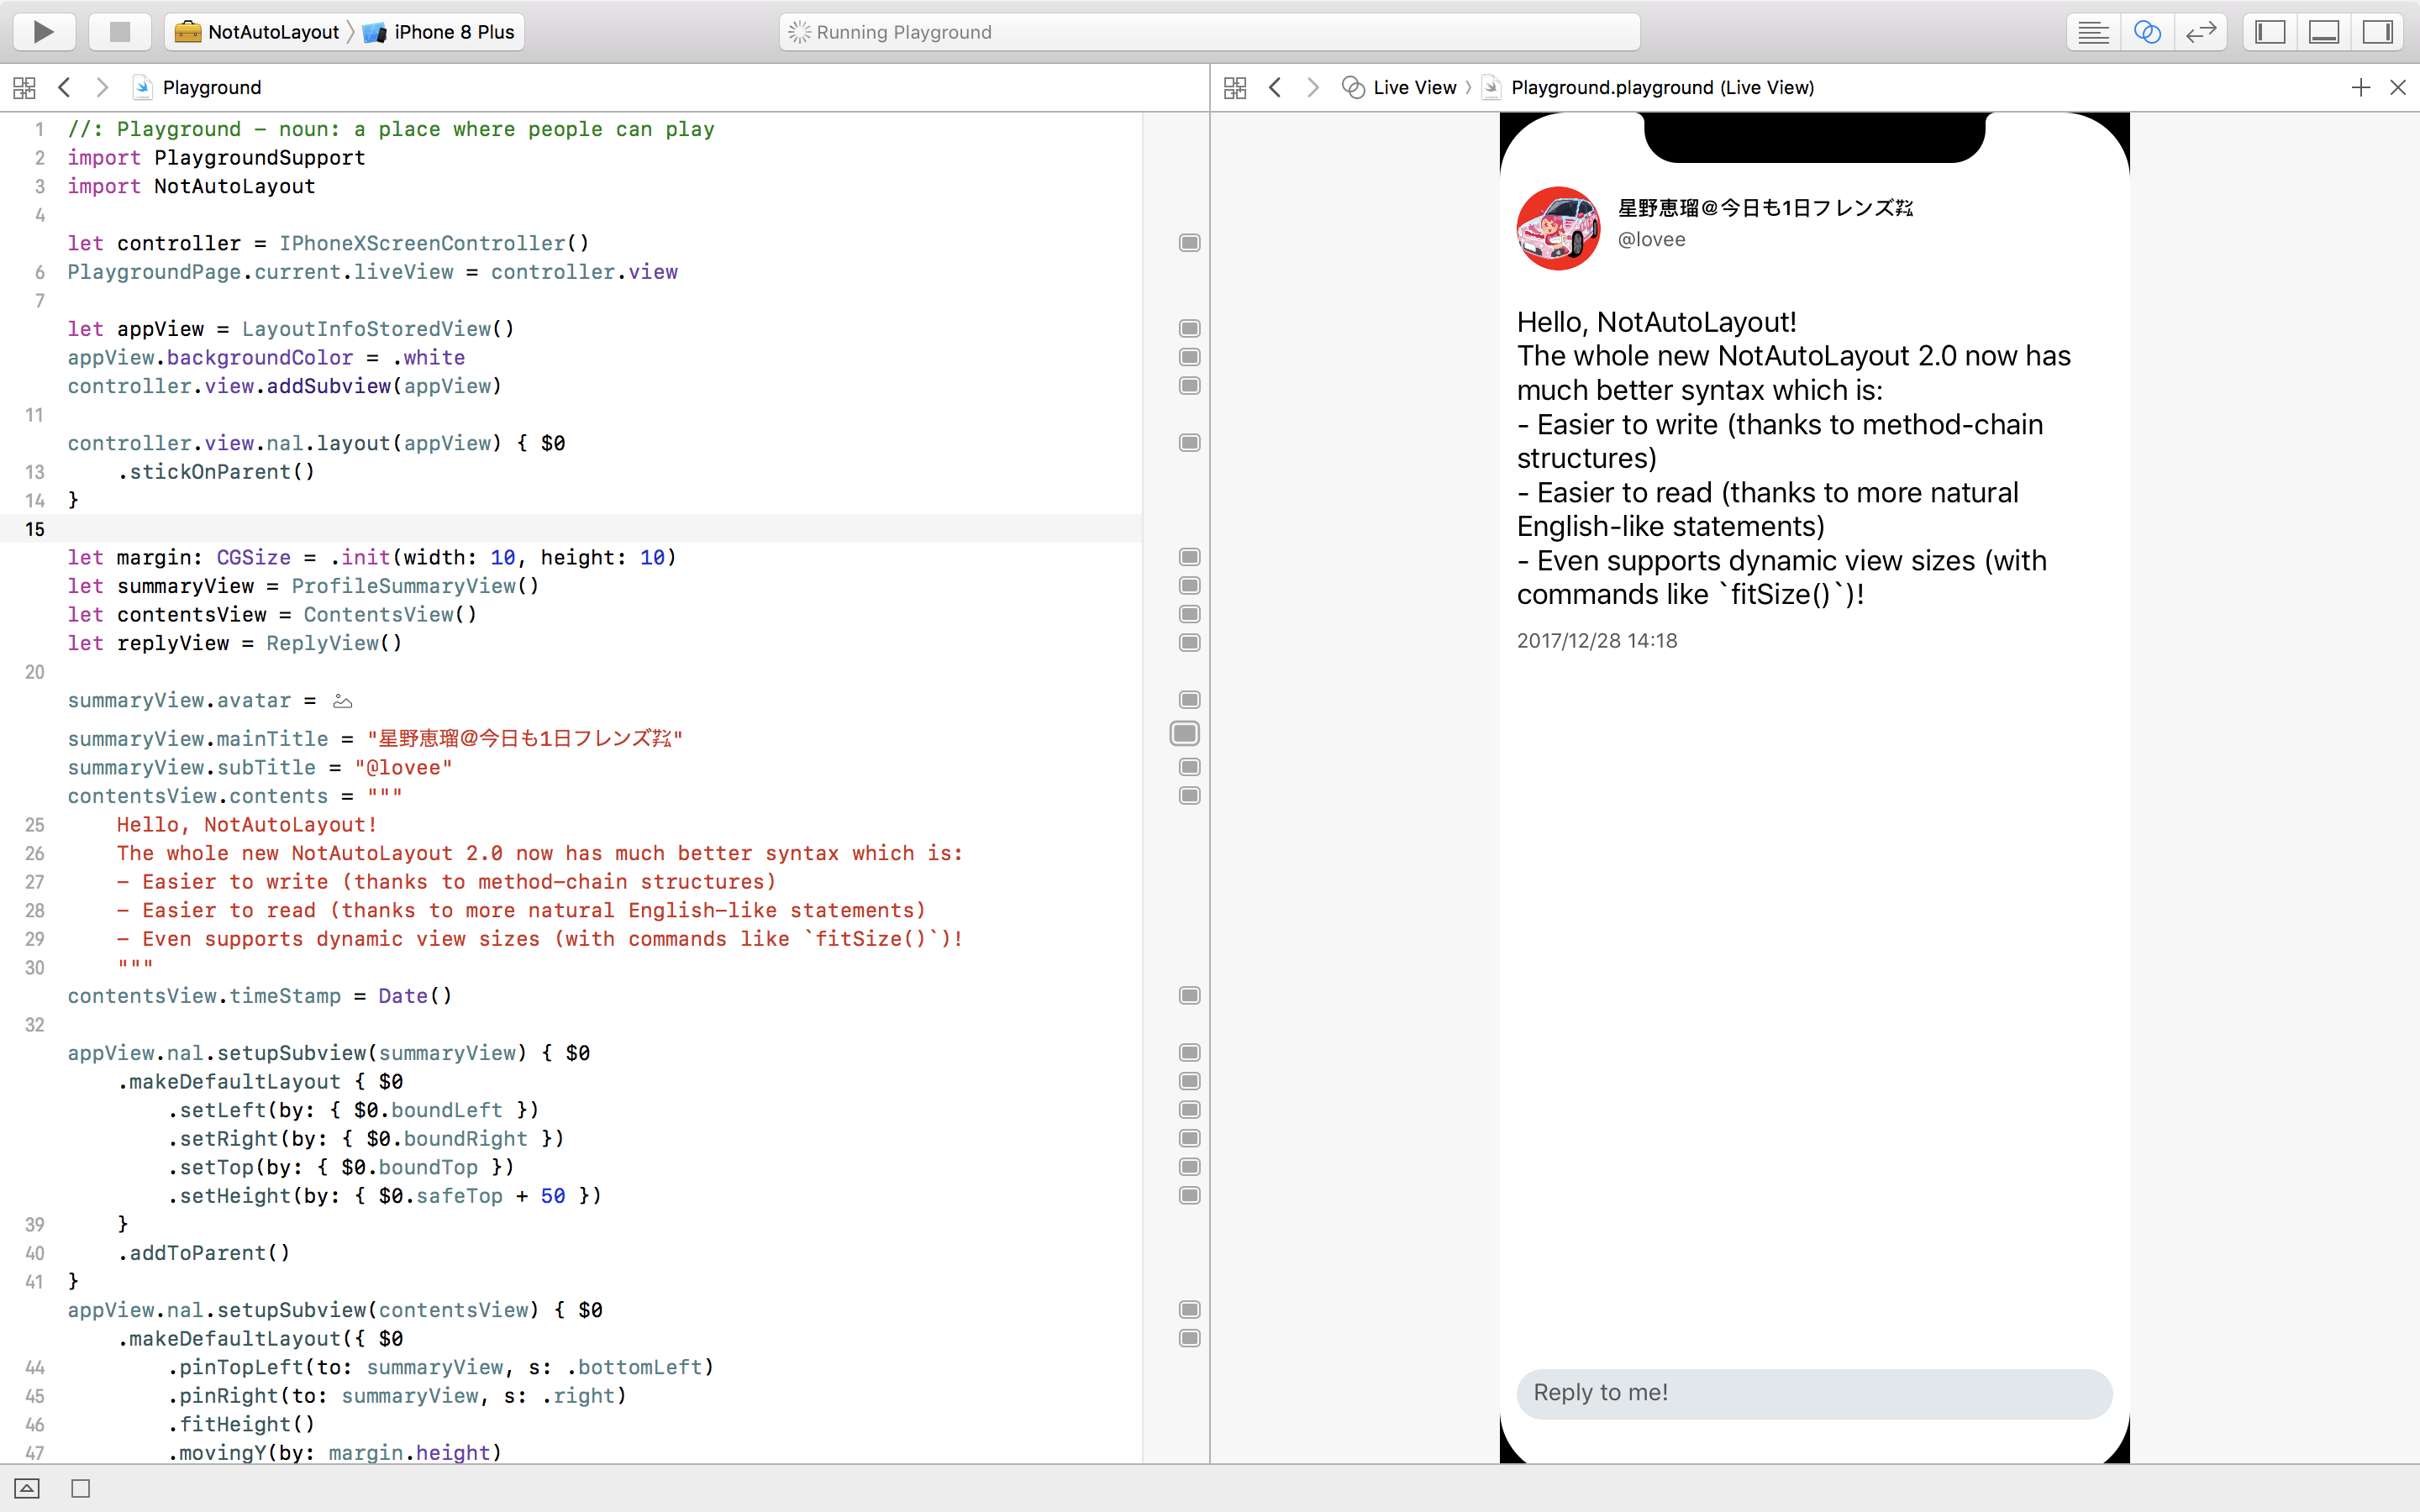 NotAutoLayout 〉 iPhone 8 Plus
Running Playground
Playground
Live View 〉 Playground.playground (Live View)
1 //: Playground - noun: a place where people can play
2 import PlaygroundSupport
3 import NotAutoLayout
4
let controller = IPhoneXScreenController()
6 PlaygroundPage.current.liveView = controller.view
7
let appView = LayoutInfoStoredView()
appView.backgroundColor = .white
controller.view.addSubview(appView)
11
controller.view.nal.layout(appView) { $0
13     .stickOnParent()
14 }
15
let margin: CGSize = .init(width: 10, height: 10)
let summaryView = ProfileSummaryView()
let contentsView = ContentsView()
let replyView = ReplyView()
20
summaryView.avatar =
summaryView.mainTitle = "星野恵瑠＠今日も1日フレンズ㌠"
summaryView.subTitle = "@lovee"
contentsView.contents = """
25     Hello, NotAutoLayout!
26     The whole new NotAutoLayout 2.0 now has much better syntax which is:
27     - Easier to write (thanks to method-chain structures)
28     - Easier to read (thanks to more natural English-like statements)
29     - Even supports dynamic view sizes (with commands like `fitSize()`)!
30     """
contentsView.timeStamp = Date()
32
appView.nal.setupSubview(summaryView) { $0
    .makeDefaultLayout { $0
        .setLeft(by: { $0.boundLeft })
        .setRight(by: { $0.boundRight })
        .setTop(by: { $0.boundTop })
        .setHeight(by: { $0.safeTop + 50 })
39     }
40     .addToParent()
41 }
appView.nal.setupSubview(contentsView) { $0
    .makeDefaultLayout({ $0
44         .pinTopLeft(to: summaryView, s: .bottomLeft)
45         .pinRight(to: summaryView, s: .right)
46         .fitHeight()
47         .movingY(by: margin.height)
星野恵瑠＠今日も1日フレンズ㌠
@lovee
Hello, NotAutoLayout!
The whole new NotAutoLayout 2.0 now has
much better syntax which is:
- Easier to write (thanks to method-chain
structures)
- Easier to read (thanks to more natural
English-like statements)
- Even supports dynamic view sizes (with
commands like `fitSize()`)!
2017/12/28 14:18
Reply to me!